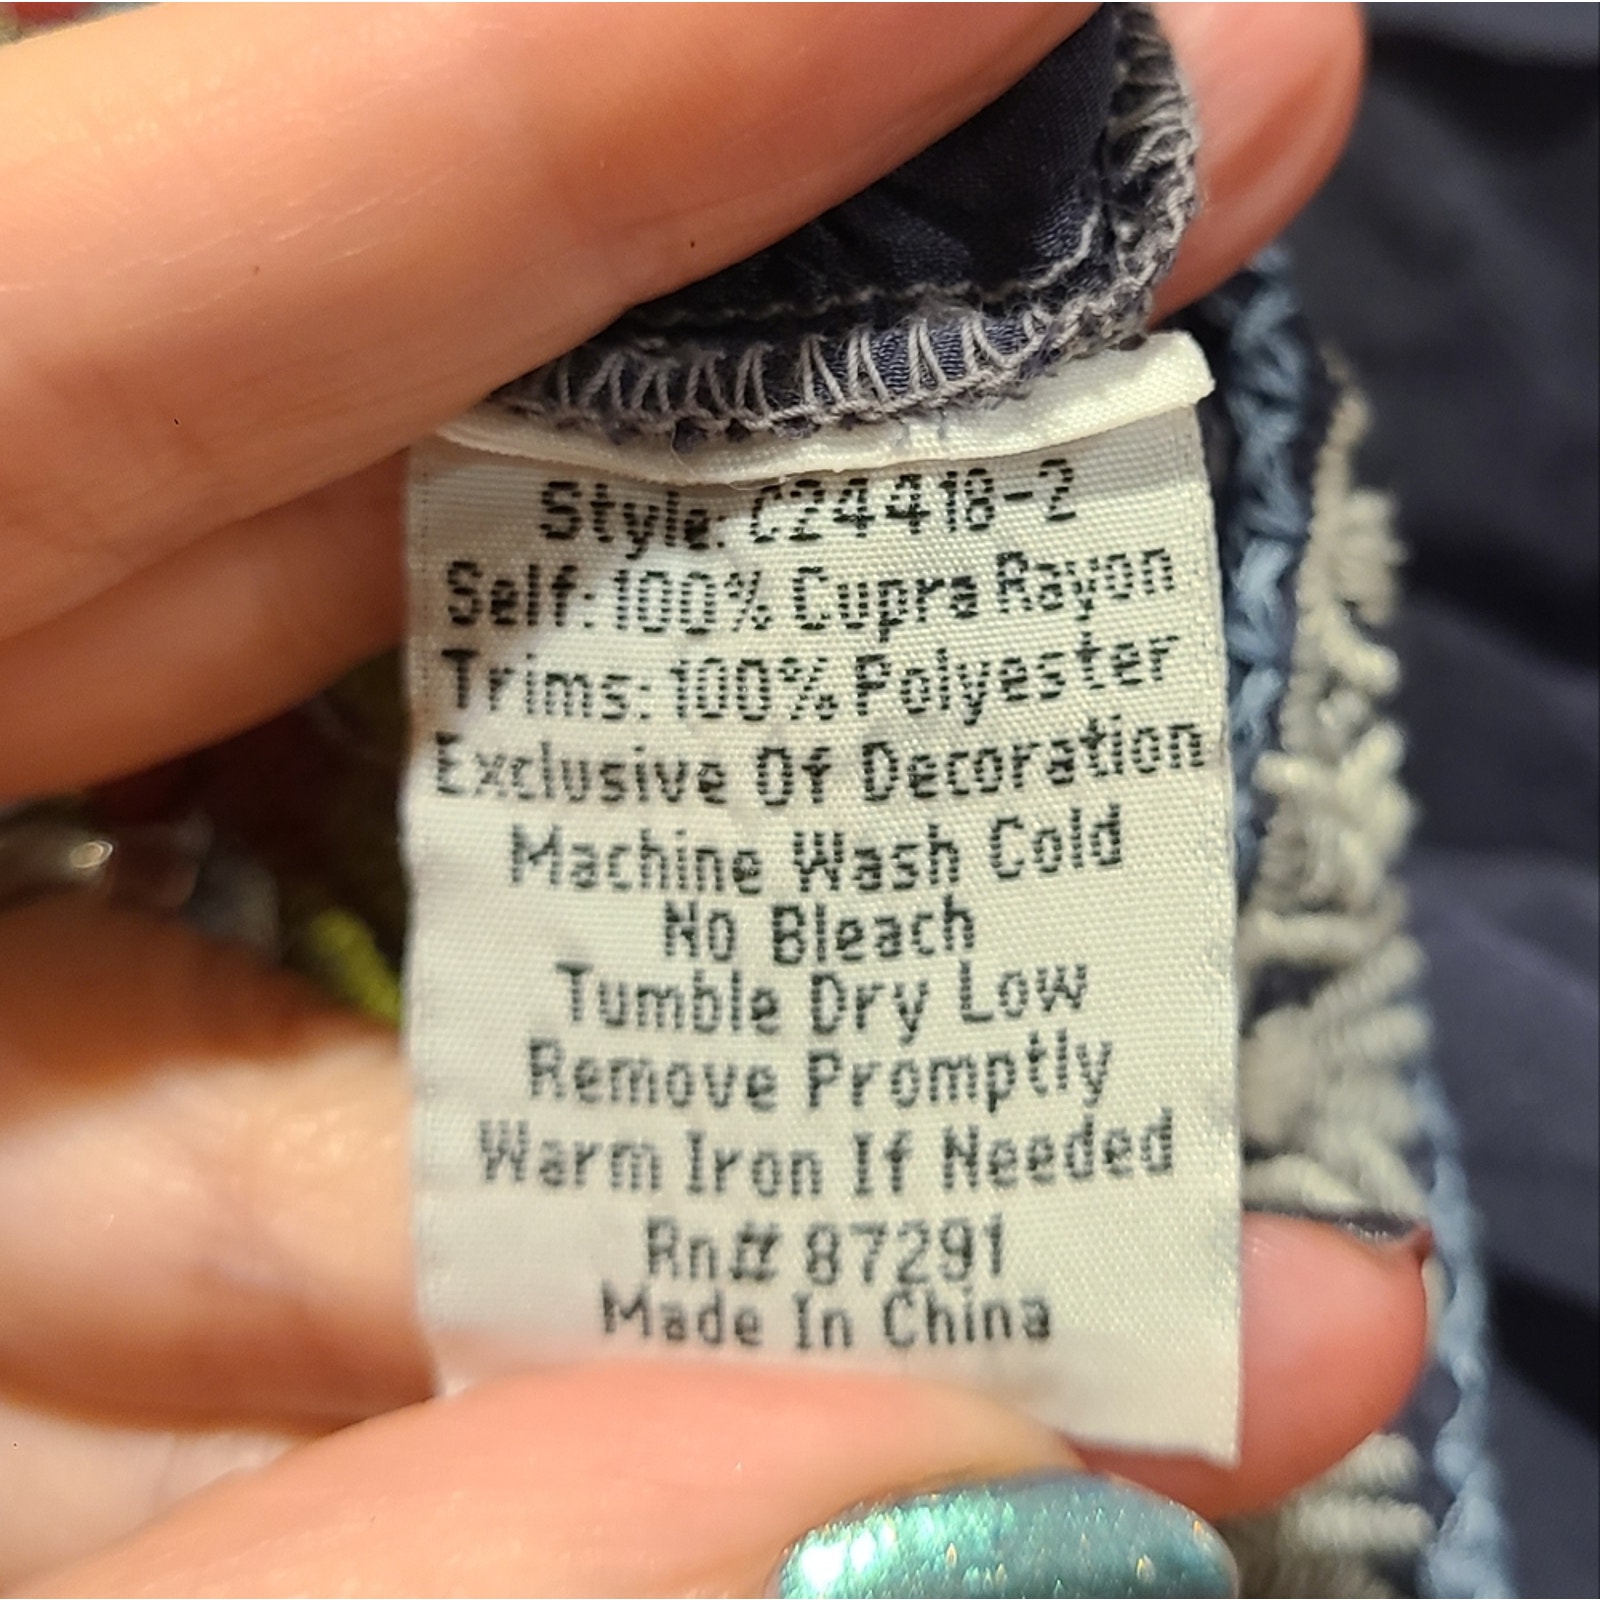 Style: C24418-2
Self: 100% Cupra Rayon
Trims: 100% Polyester
Exclusive Of Decoration
Machine Wash Cold
No Bleach
Tumble Dry Low
Remove Promptly
Warm Iron If Needed
Rn# 87291
Made In China